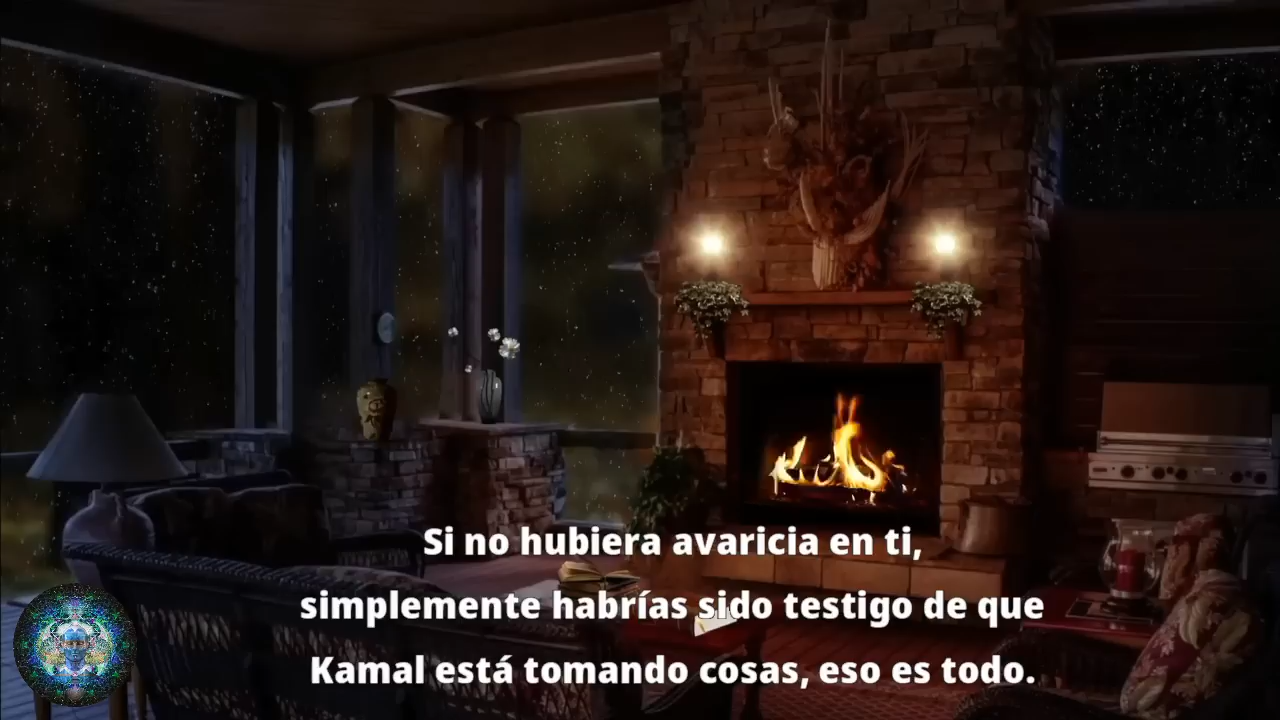 Si no hubiera avaricia en ti,
simplemente habrías sido testigo de que
Kamal está tomando cosas, eso es todo.